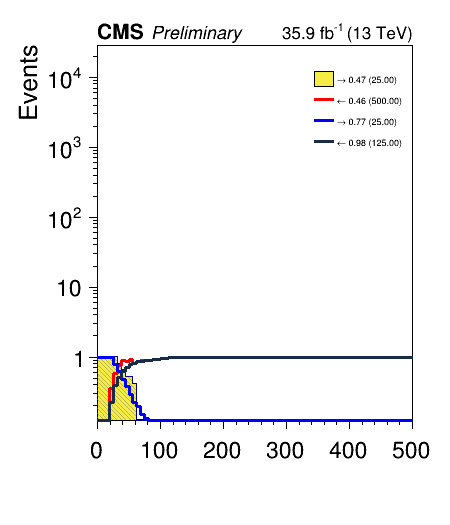 CMS Preliminary 35.9 fb⁻¹ (13 TeV)
Events
10⁴
10³
10²
10
1
→ 0.47 (25.00)
← 0.46 (500.00)
→ 0.77 (25.00)
← 0.98 (125.00)
0 100 200 300 400 500